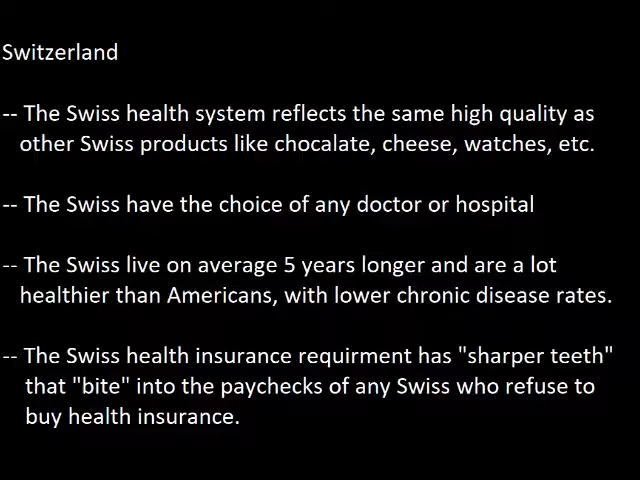 Switzerland
-- The Swiss health system reflects the same high quality as
other Swiss products like chocalate, cheese, watches, etc.
-- The Swiss have the choice of any doctor or hospital
-- The Swiss live on average 5 years longer and are a lot
healthier than Americans, with lower chronic disease rates.
-- The Swiss health insurance requirment has "sharper teeth"
that "bite" into the paychecks of any Swiss who refuse to
buy health insurance.